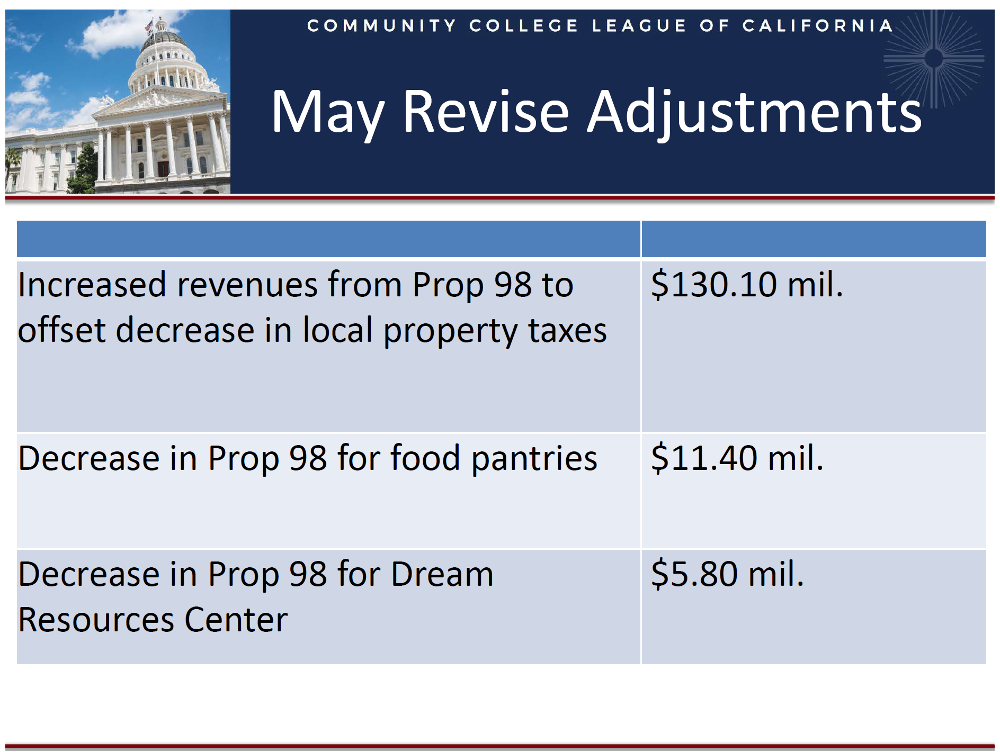 COMMUNITY COLLEGE LEAGUE OF CALIFORNIA
May Revise Adjustments
Increased revenues from Prop 98 to
offset decrease in local property taxes
$130.10 mil.
Decrease in Prop 98 for food pantries
$11.40 mil.
Decrease in Prop 98 for Dream
Resources Center
$5.80 mil.